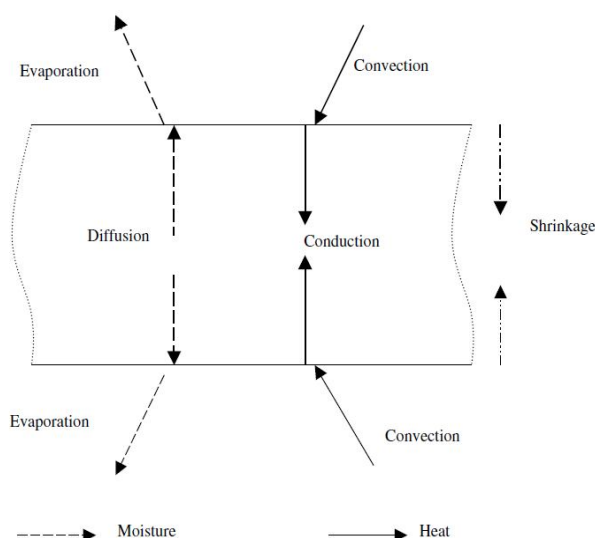 Evaporation
Convection
Diffusion
Conduction
Shrinkage
Evaporation
Convection
Moisture
Heat